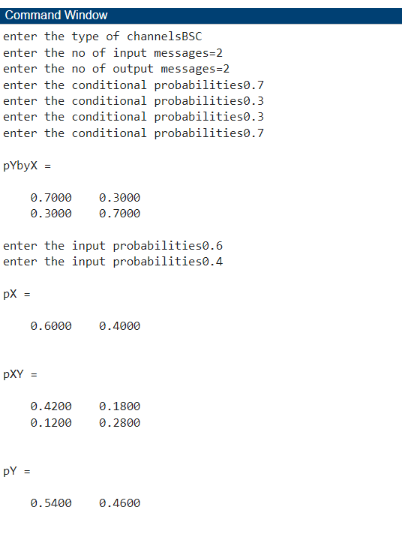 Command Window
enter the type of channelsBSC
enter the no of input messages=2
enter the no of output messages=2
enter the conditional probabilities0.7
enter the conditional probabilities0.3
enter the conditional probabilities0.3
enter the conditional probabilities0.7
pYbyX =
0.7000 0.3000
0.3000 0.7000
enter the input probabilities0.6
enter the input probabilities0.4
pX =
0.6000 0.4000
pXY =
0.4200 0.1800
0.1200 0.2800
pY =
0.5400 0.4600